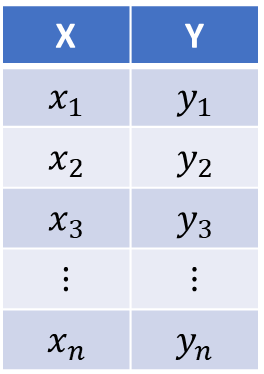 X Y
x₁ y₁
x₂ y₂
x₃ y₃
⋮ ⋮
xₙ yₙ